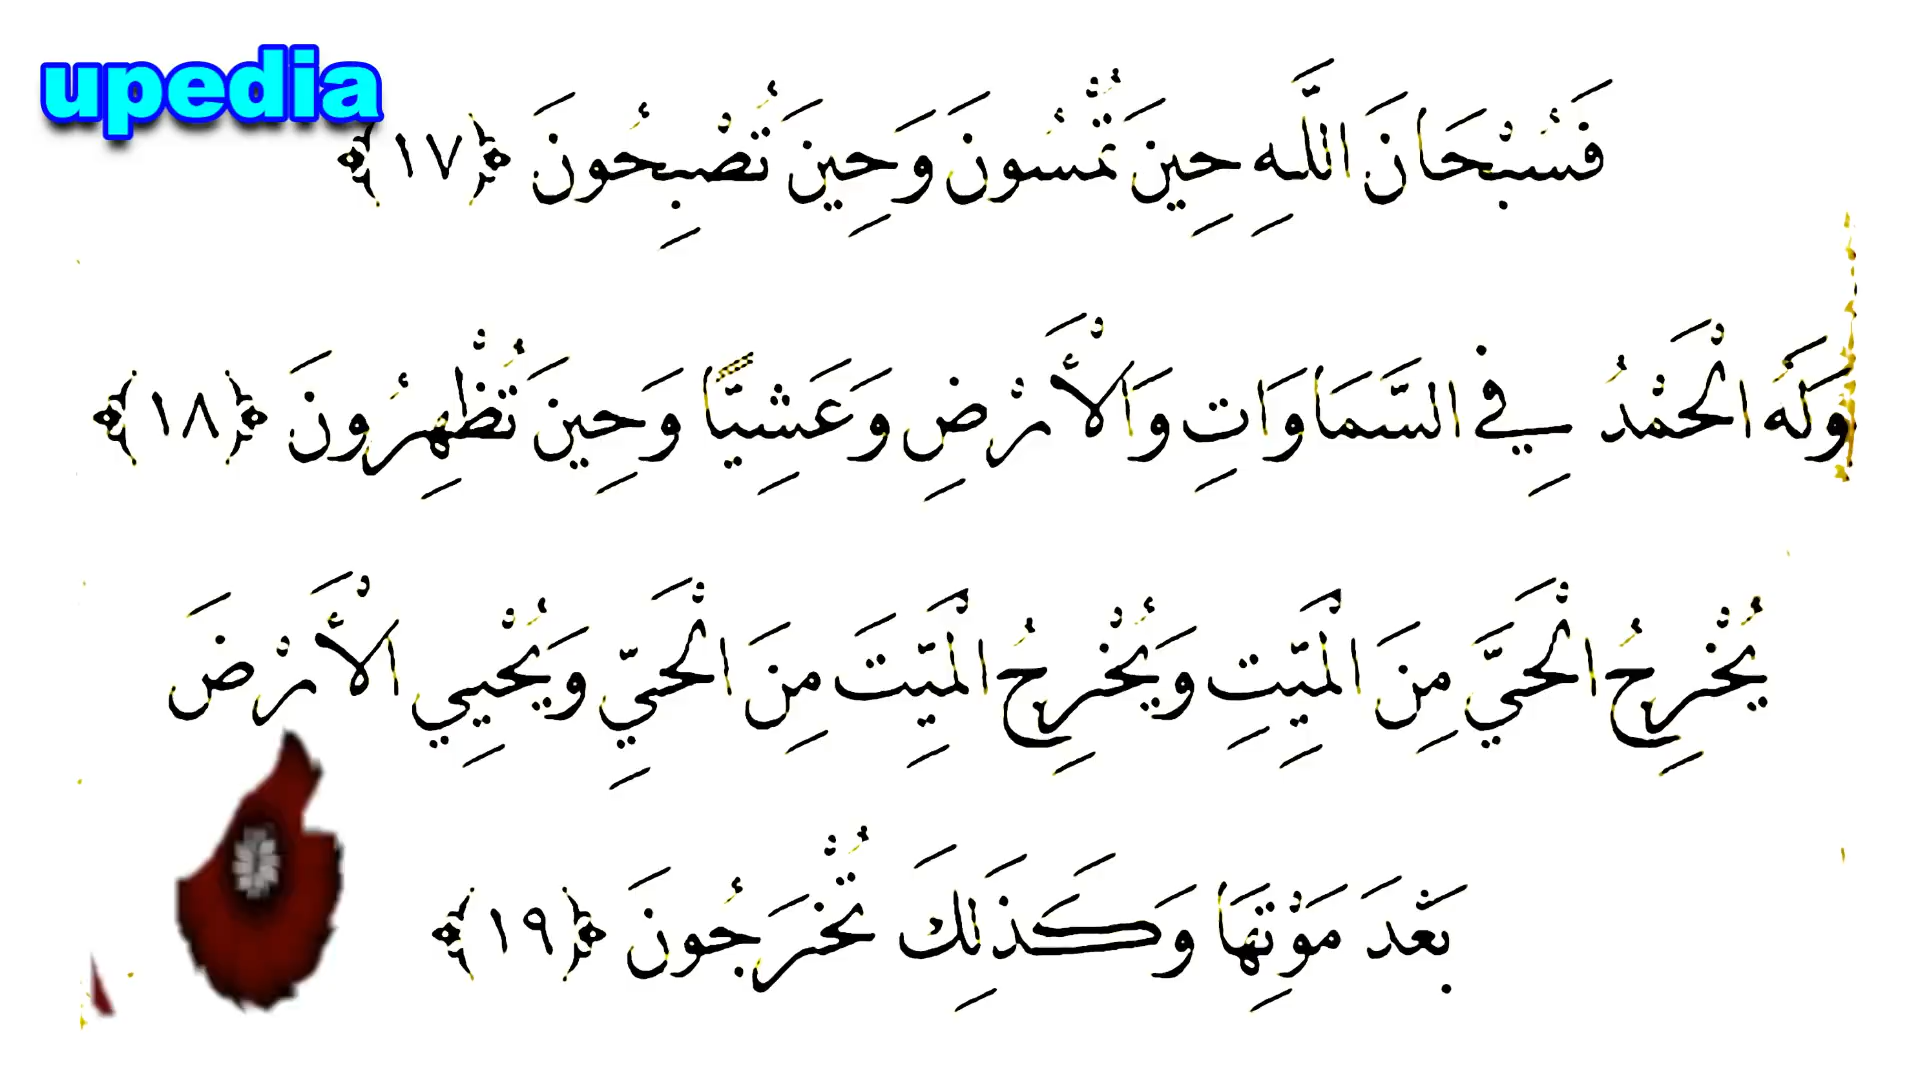 upedia
فَسُبْحَانَ اللَّهِ حِينَ تُمْسُونَ وَحِينَ تُصْبِحُونَ ﴿١٧﴾
وَلَهُ الْحَمْدُ فِي السَّمَاوَاتِ وَالْأَرْضِ وَعَشِيًّا وَحِينَ تُظْهِرُونَ ﴿١٨﴾
يُخْرِجُ الْحَيَّ مِنَ الْمَيِّتِ وَيُخْرِجُ الْمَيِّتَ مِنَ الْحَيِّ وَيُحْيِي الْأَرْضَ
بَعْدَ مَوْتِهَا وَكَذَلِكَ تُخْرَجُونَ ﴿١٩﴾